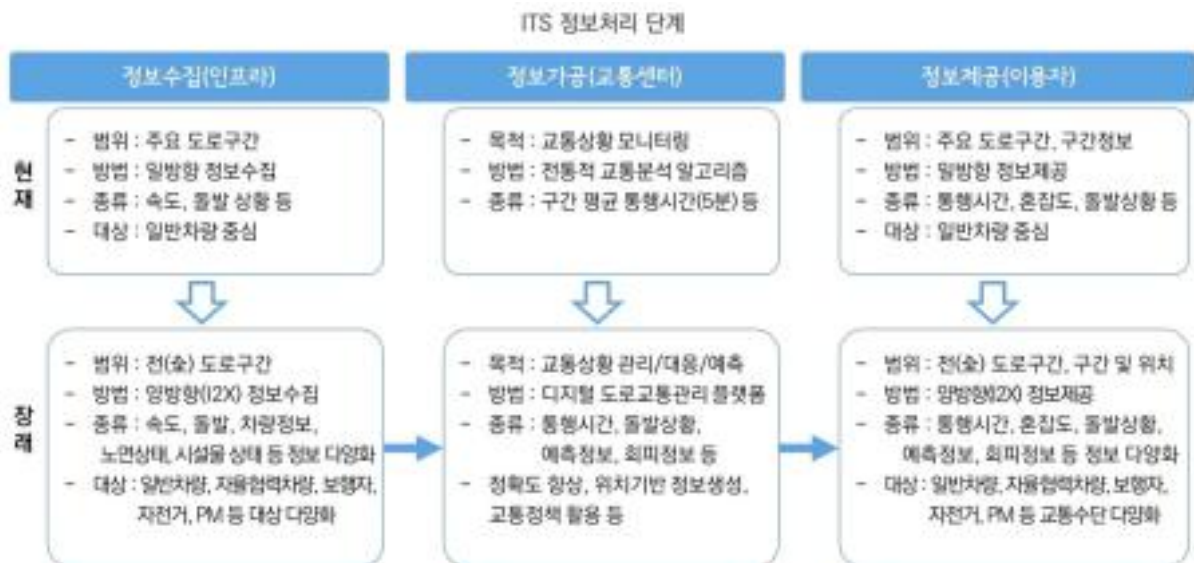 ITS 정보처리 단계
정보수집(인프라)
정보가공(교통센터)
정보제공(이용자)
현재
- 범위 : 주요 도로구간
- 방법 : 일방향 정보수집
- 종류 : 속도, 돌발 상황 등
- 대상 : 일반차량 중심
- 목적 : 교통상황 모니터링
- 방법 : 전통적 교통분석 알고리즘
- 종류 : 구간 평균 통행시간(5분) 등
- 범위 : 주요 도로구간, 구간정보
- 방법 : 일방향 정보제공
- 종류 : 통행시간, 혼잡도, 돌발상황 등
- 대상 : 일반차량 중심
장래
- 범위 : 전(全) 도로구간
- 방법 : 양방향(I2X) 정보수집
- 종류 : 속도, 돌발, 차량정보,
노면상태, 시설물 상태 등 정보 다양화
- 대상 : 일반차량, 자율협력차량, 보행자,
자전거, PM 등 대상 다양화
- 목적 : 교통상황 관리/대응/예측
- 방법 : 디지털 도로교통관리 플랫폼
- 종류 : 통행시간, 돌발상황,
예측정보, 회피정보 등
- 정확도 향상, 위치기반 정보생성,
교통정책 활용 등
- 범위 : 전(全) 도로구간, 구간 및 위치
- 방법 : 양방향(I2X) 정보제공
- 종류 : 통행시간, 혼잡도, 돌발상황,
예측정보, 회피정보 등 정보 다양화
- 대상 : 일반차량, 자율협력차량, 보행자,
자전거, PM 등 교통수단 다양화